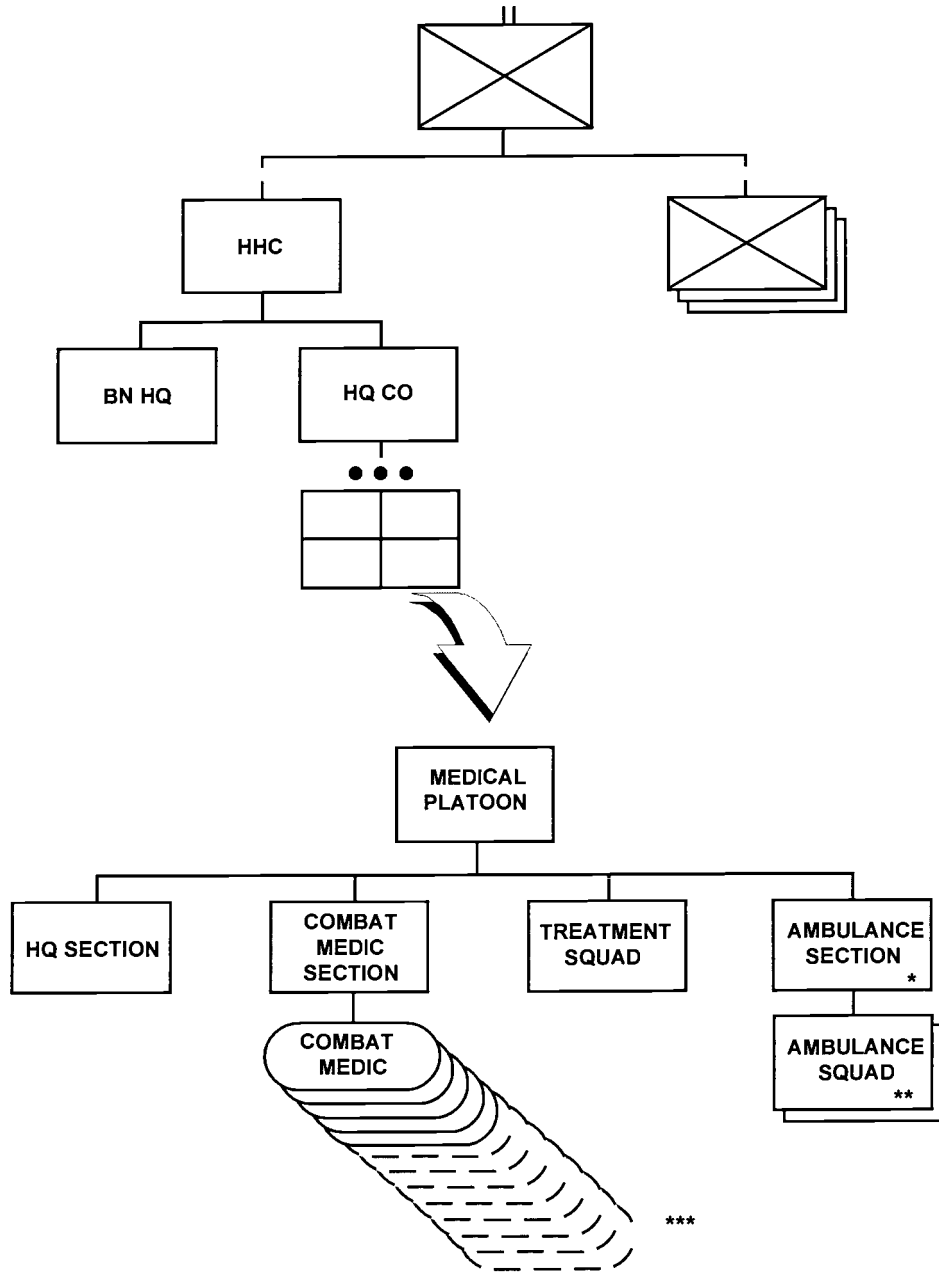 HHC
BN HQ
HQ CO
MEDICAL
PLATOON
HQ SECTION
COMBAT
MEDIC
SECTION
TREATMENT
SQUAD
AMBULANCE
SECTION
*
COMBAT
MEDIC
AMBULANCE
SQUAD
**
***